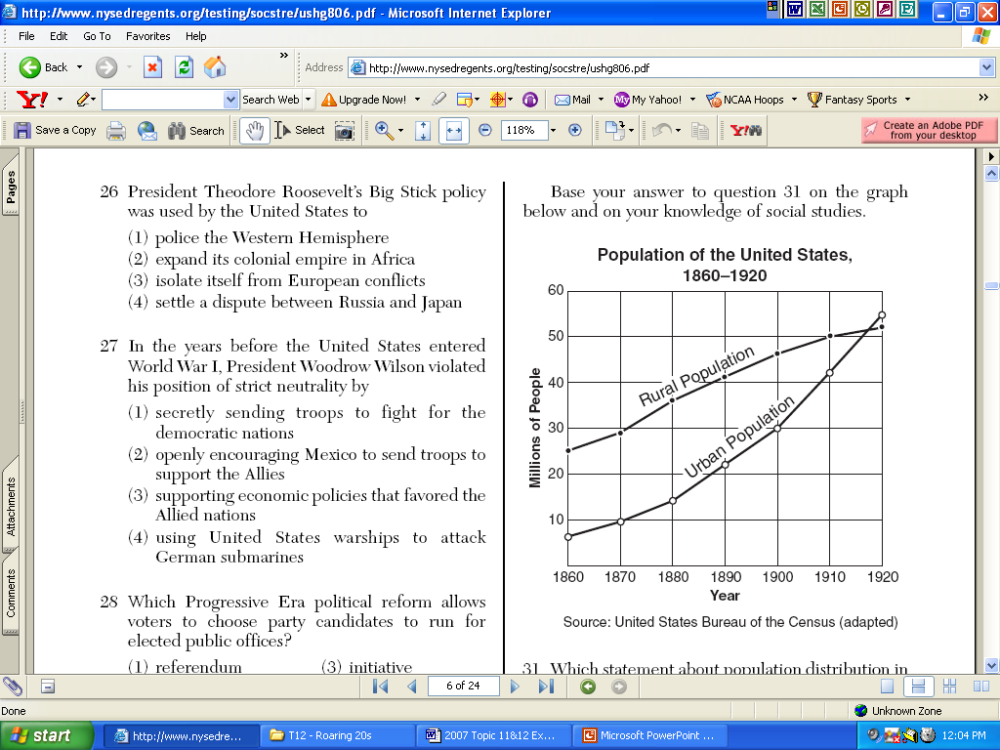 http://www.nysedregents.org/testing/socstre/ushg806.pdf - Microsoft Internet Explorer
File Edit Go To Favorites Help
Back » Address http://www.nysedregents.org/testing/socstre/ushg806.pdf
Y! Search Web Upgrade Now! Mail My Yahoo! NCAA Hoops Fantasy Sports »
Save a Copy Search Select 118% Y! Create an Adobe PDF
from your desktop
Pages
Attachments
Comments
26 President Theodore Roosevelt's Big Stick policy
was used by the United States to
(1) police the Western Hemisphere
(2) expand its colonial empire in Africa
(3) isolate itself from European conflicts
(4) settle a dispute between Russia and Japan
27 In the years before the United States entered
World War I, President Woodrow Wilson violated
his position of strict neutrality by
(1) secretly sending troops to fight for the
democratic nations
(2) openly encouraging Mexico to send troops to
support the Allies
(3) supporting economic policies that favored the
Allied nations
(4) using United States warships to attack
German submarines
28 Which Progressive Era political reform allows
voters to choose party candidates to run for
elected public offices?
(1) referendum (3) initiative
Base your answer to question 31 on the graph
below and on your knowledge of social studies.
Population of the United States,
1860–1920
60
50
40
30
20
10
Millions of People
Rural Population
Urban Population
1860 1870 1880 1890 1900 1910 1920
Year
Source: United States Bureau of the Census (adapted)
31 Which statement about population distribution in
6 of 24
Done Unknown Zone
start http://www.nysedre... T12 - Roaring 20s 2007 Topic 11&12 Ex... Microsoft PowerPoint ... 12:04 PM